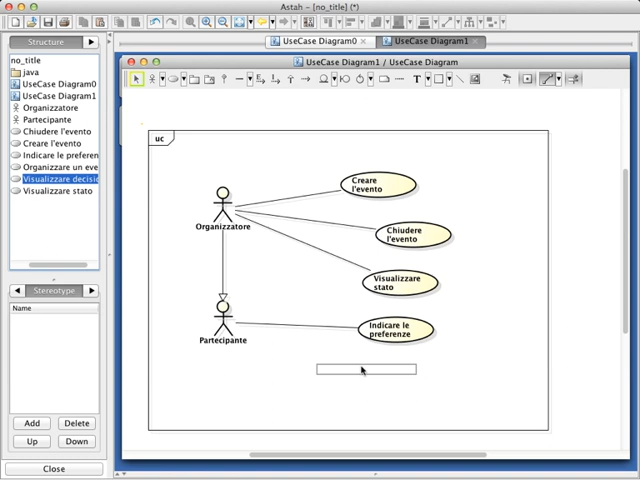 Astah - [no_title] (*)
Structure
UseCase Diagram0
UseCase Diagram1
no_title
java
UseCase Diagram0
UseCase Diagram1
Organizzatore
Partecipante
Chiudere l'evento
Creare l'evento
Indicare le preferen
Organizzare un eve
Visualizzare decisio
Visualizzare stato
UseCase Diagram1 / UseCase Diagram
T
uc
Creare
l'evento
Chiudere
l'evento
Organizzatore
Visualizzare
stato
Indicare le
preferenze
Partecipante
Stereotype
Name
Add
Delete
Up
Down
Close